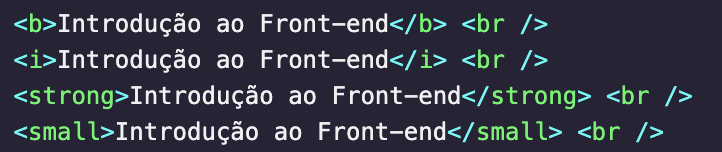 <b>Introdução ao Front-end</b> <br />
<i>Introdução ao Front-end</i> <br />
<strong>Introdução ao Front-end</strong> <br />
<small>Introdução ao Front-end</small> <br />